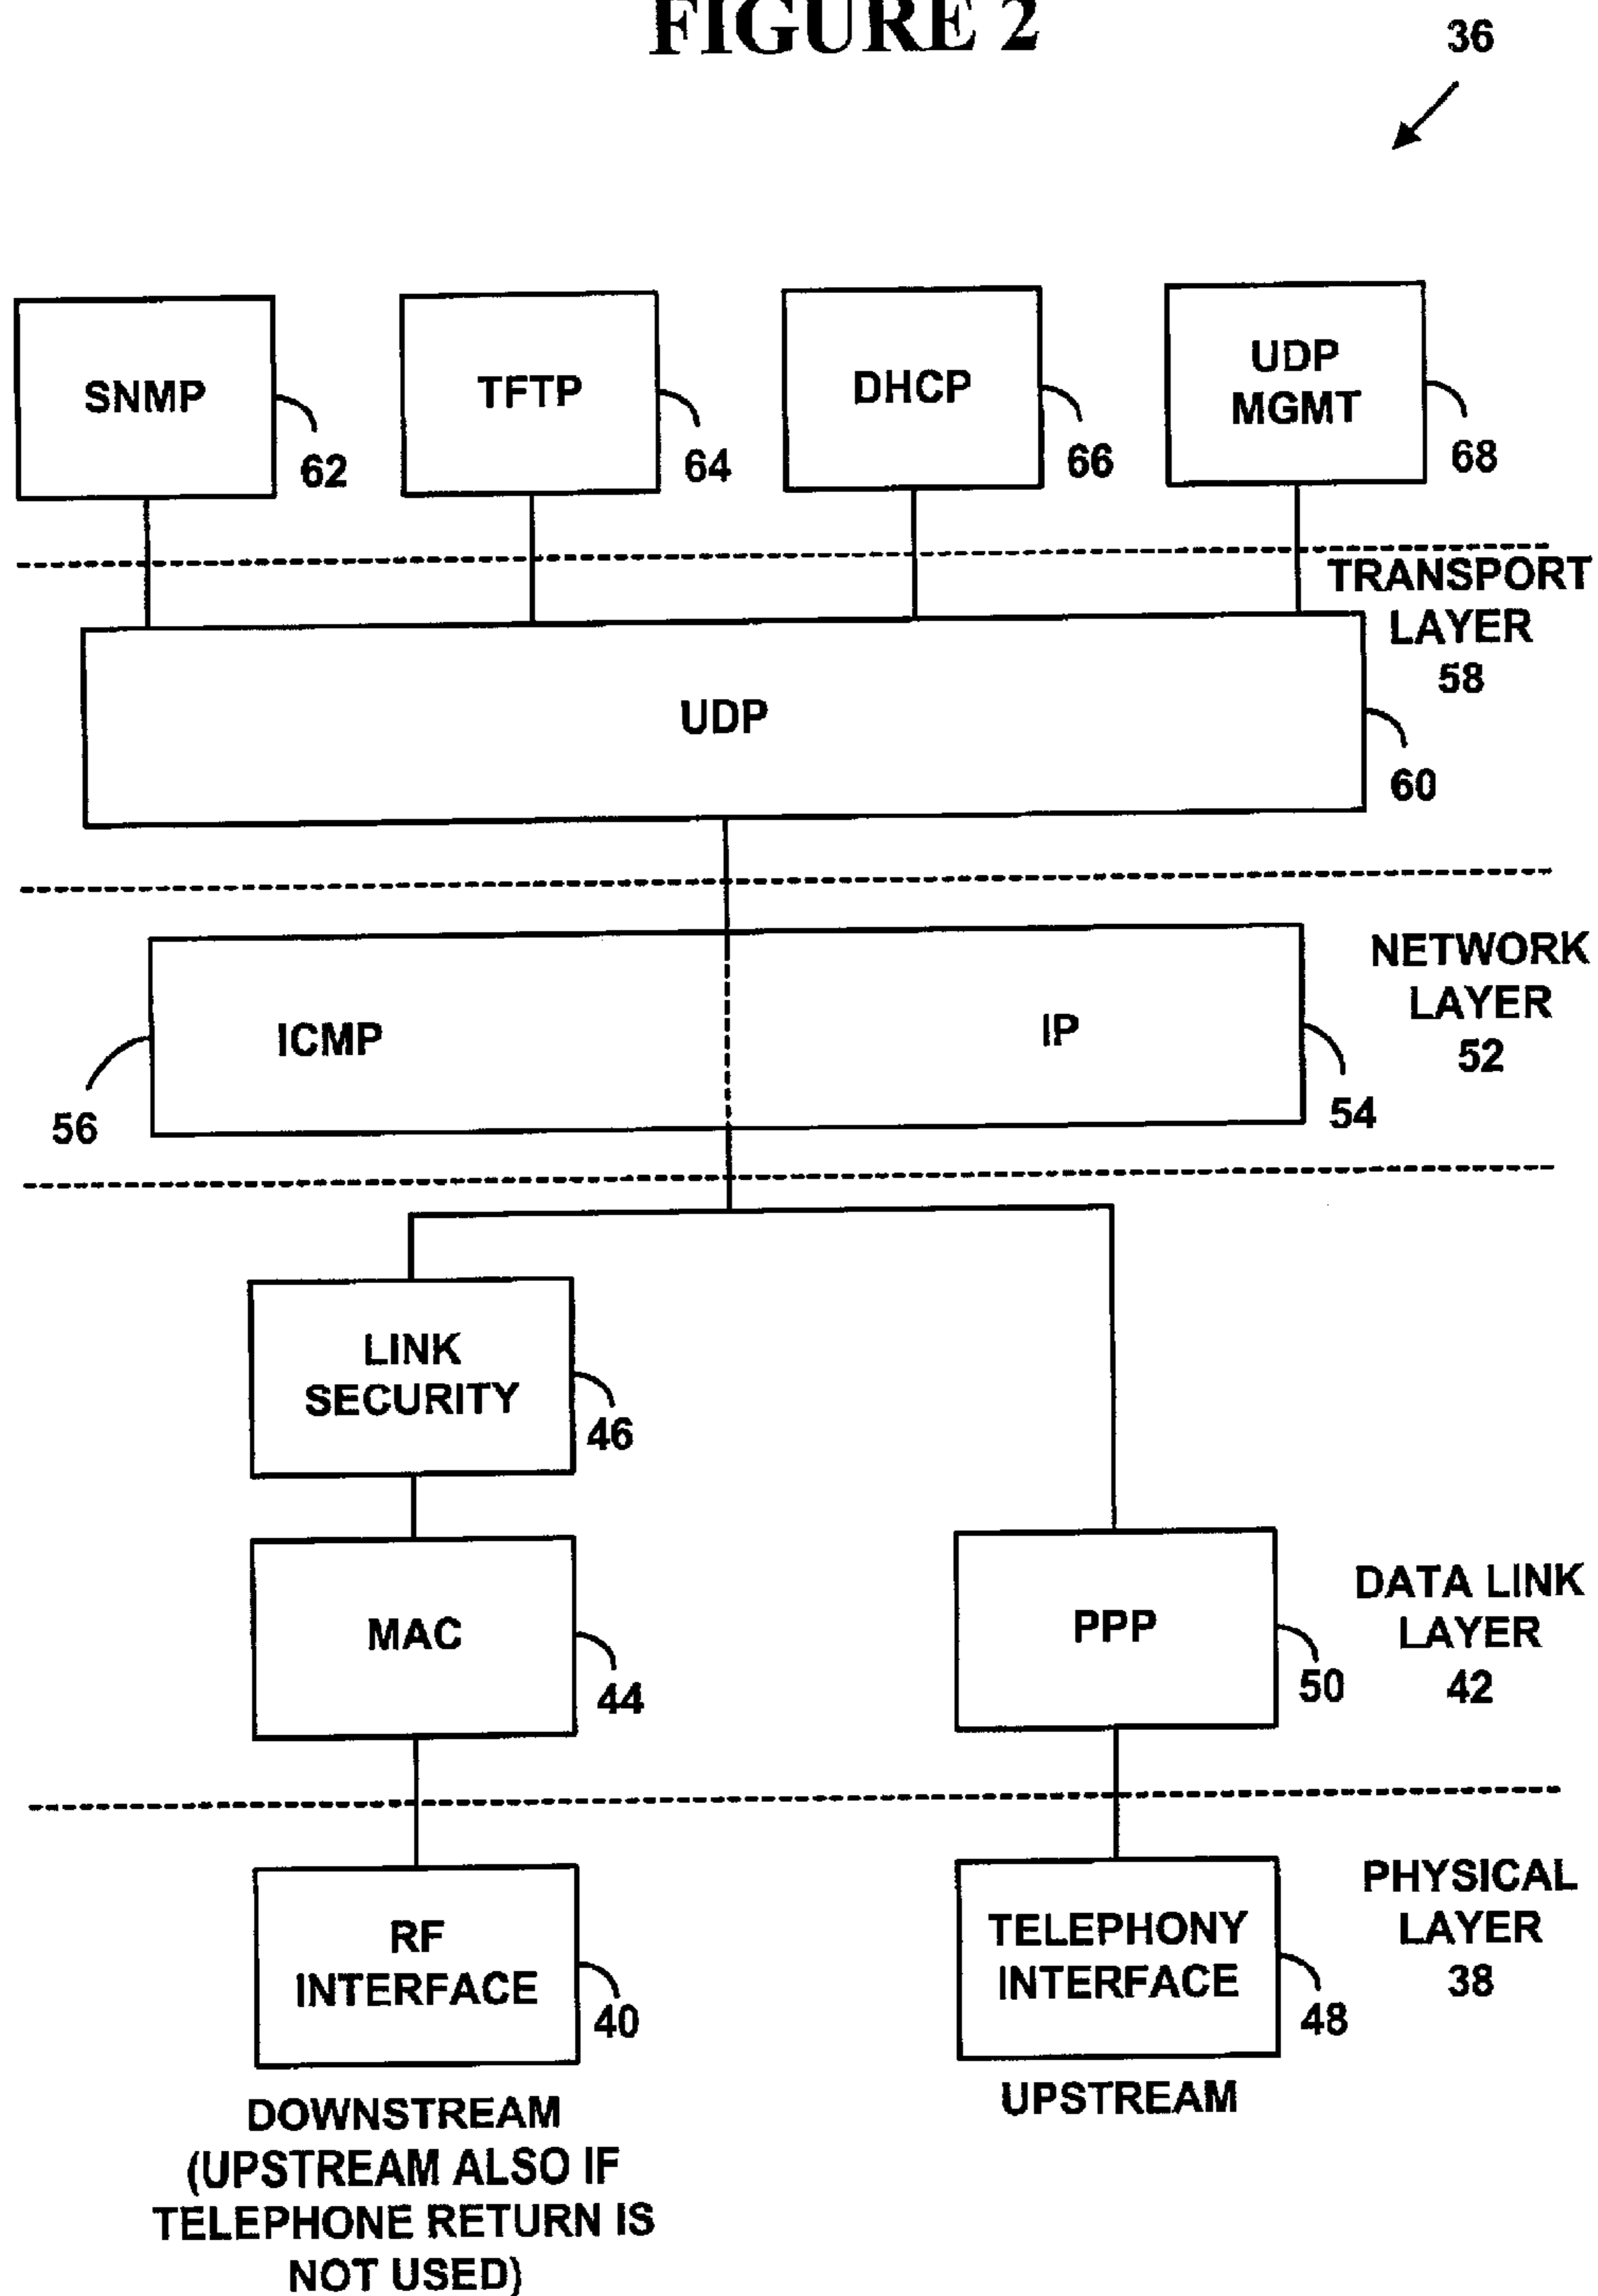 FIGURE 2
36
SNMP
62
TFTP
64
DHCP
66
UDP
MGMT
68
TRANSPORT
LAYER
58
UDP
60
NETWORK
LAYER
52
ICMP
56
IP
54
LINK
SECURITY
46
MAC
44
PPP
50
DATA LINK
LAYER
42
RF
INTERFACE
40
TELEPHONY
INTERFACE
48
PHYSICAL
LAYER
38
DOWNSTREAM
(UPSTREAM ALSO IF
TELEPHONE RETURN IS
NOT USED)
UPSTREAM